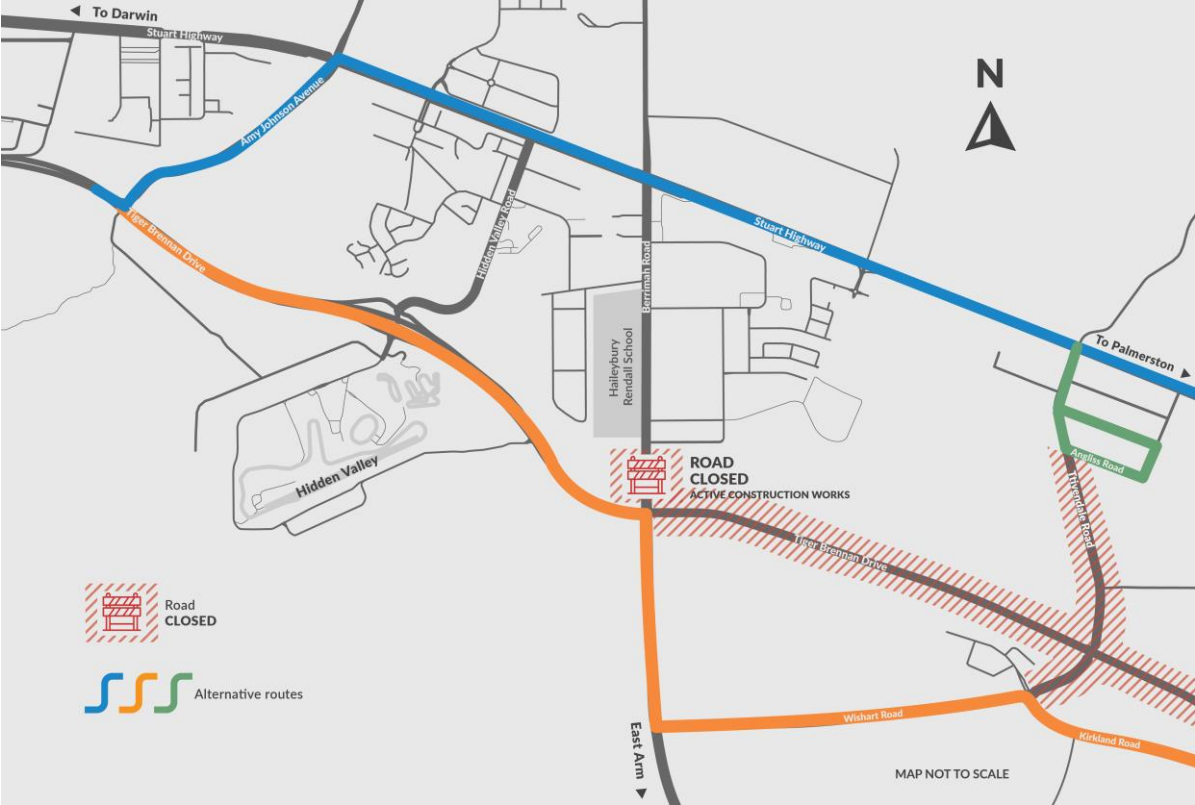 To Darwin
Stuart Highway
N
Amy Johnson Avenue
Tiger Brennan Drive
Hidden Valley Road
Berrimah Road
Stuart Highway
To Palmerston
Haileybury
Rendall School
Angliss Road
Hidden Valley
ROAD
CLOSED
ACTIVE CONSTRUCTION WORKS
Tivendale Road
Tiger Brennan Drive
Road
CLOSED
Alternative routes
Wishart Road
Kirkland Road
East Arm
MAP NOT TO SCALE